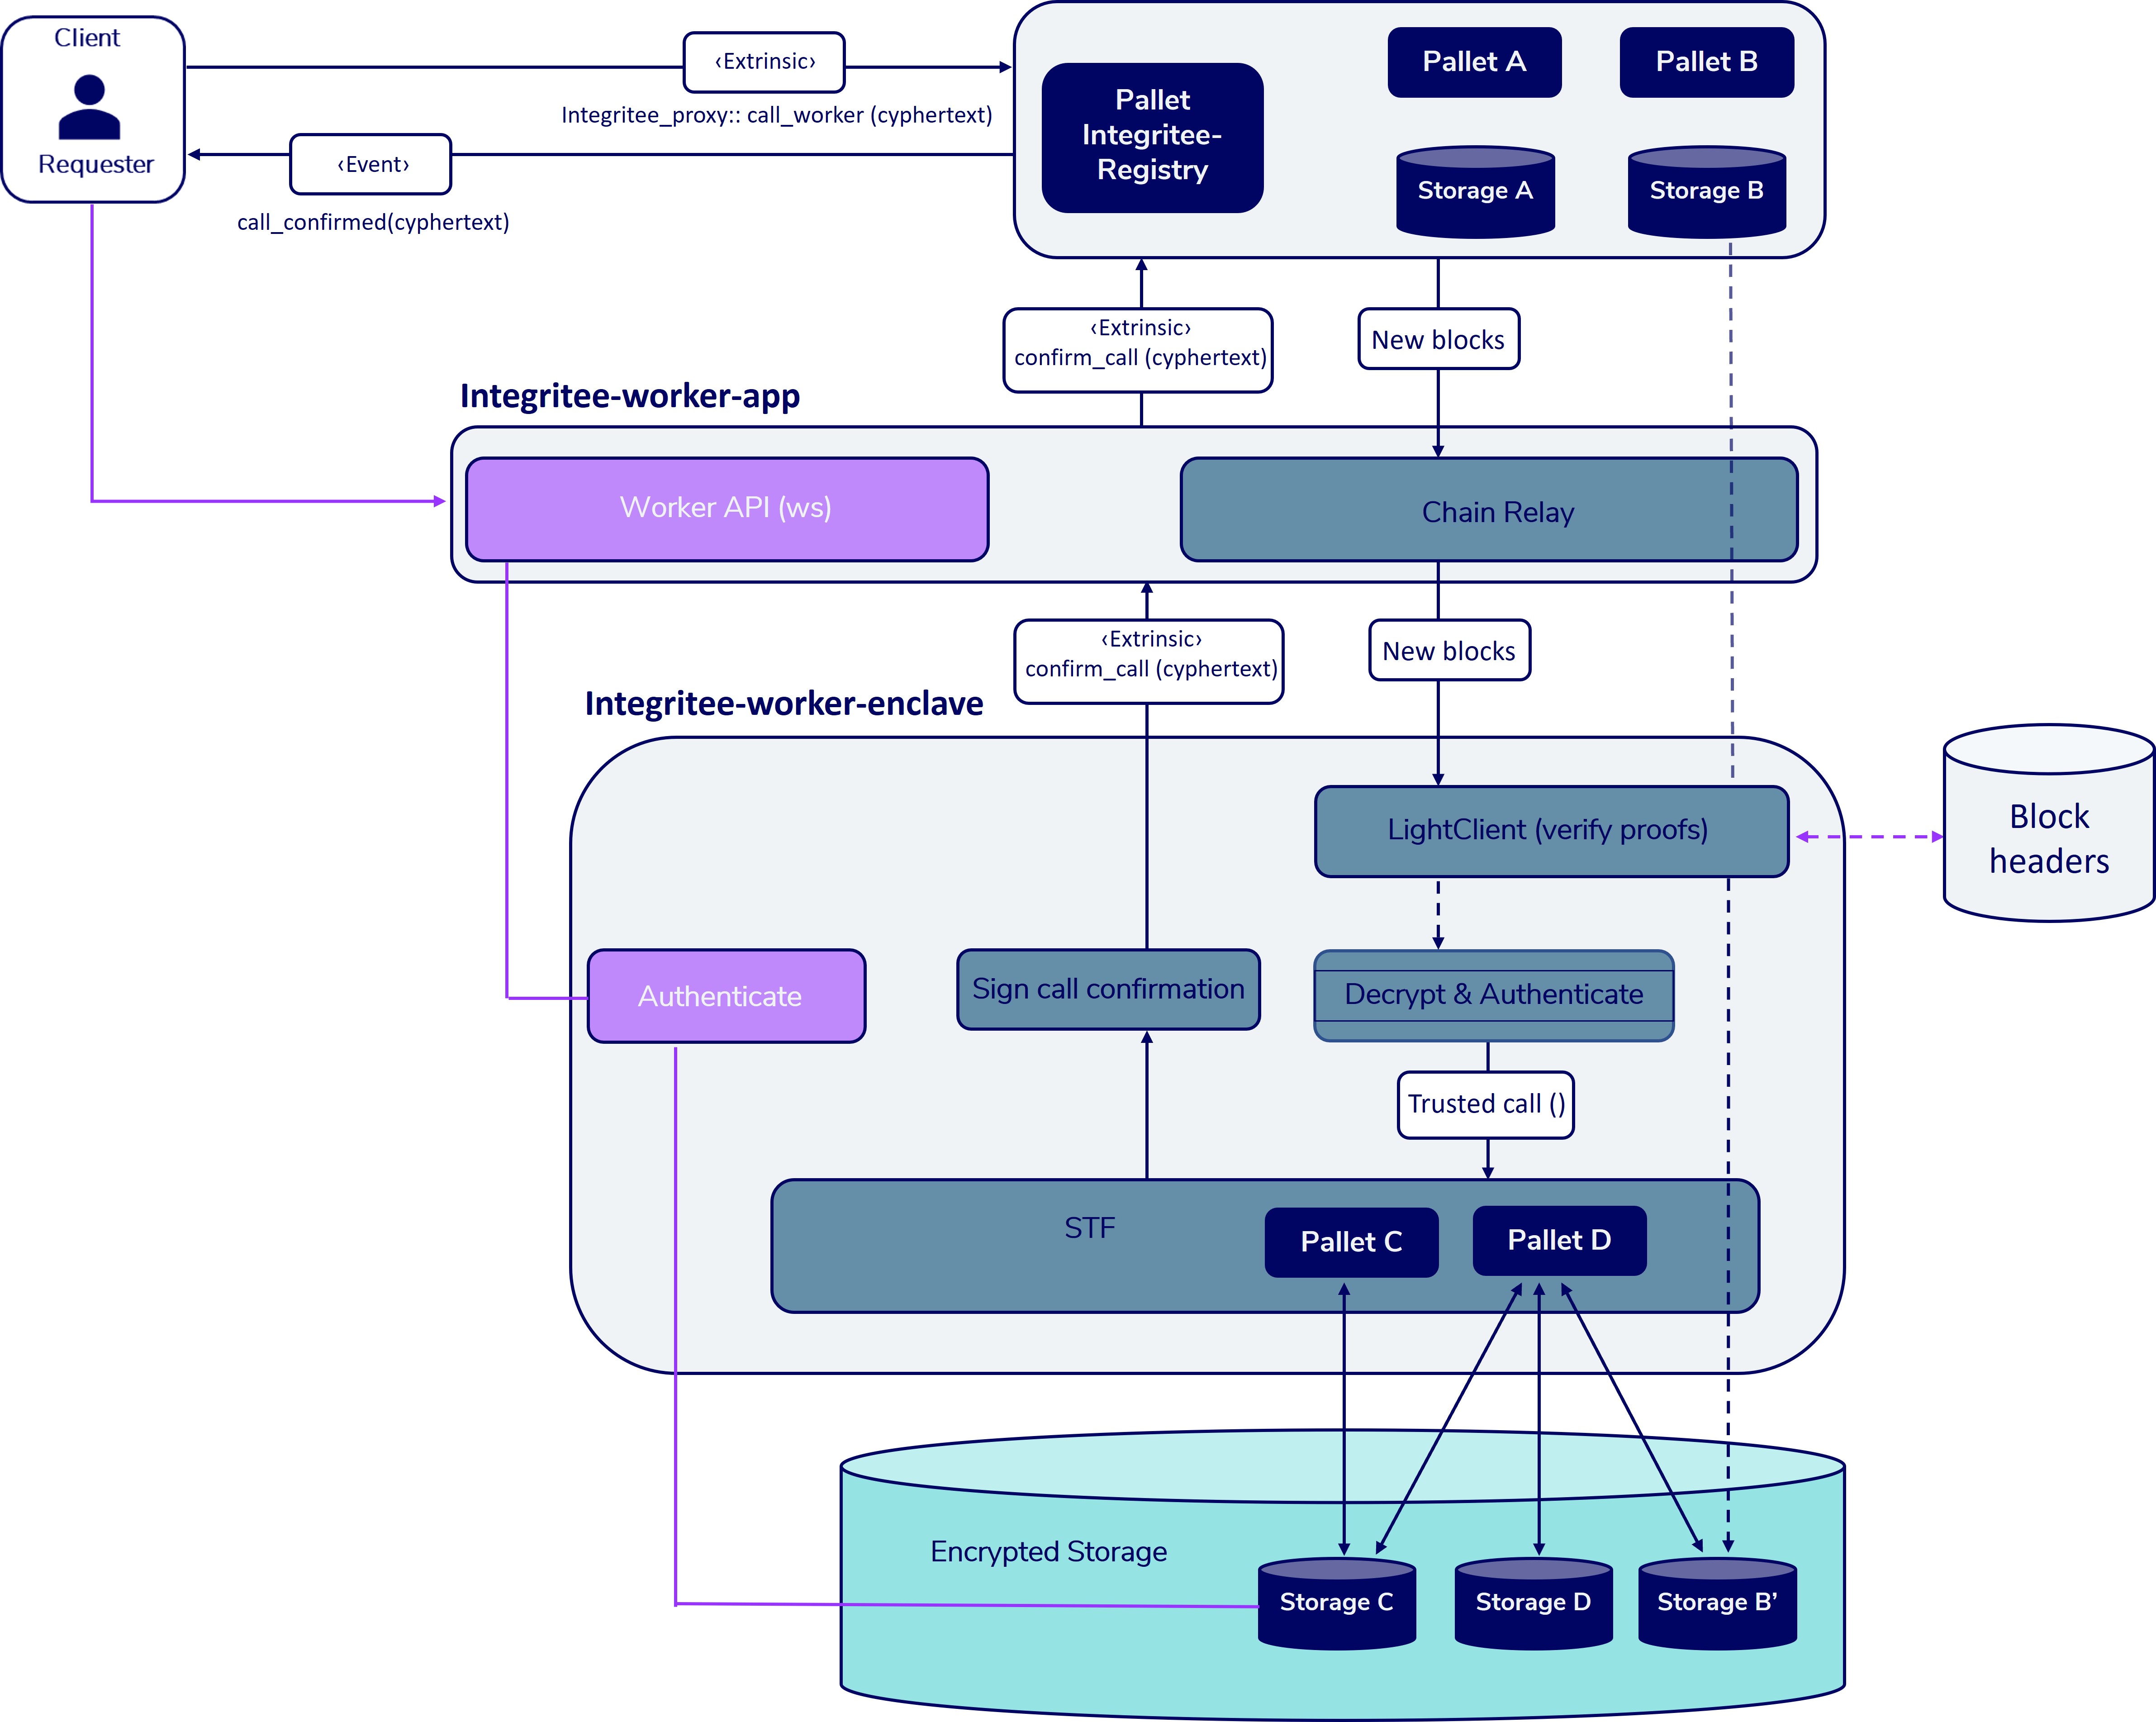 Client
Requester
‹Extrinsic›
Integritee_proxy:: call_worker (cyphertext)
‹Event›
call_confirmed(cyphertext)
Pallet
Integritee-
Registry
Pallet A
Pallet B
Storage A
Storage B
‹Extrinsic›
confirm_call (cyphertext)
New blocks
Integritee-worker-app
Worker API (ws)
Chain Relay
‹Extrinsic›
confirm_call (cyphertext)
New blocks
Integritee-worker-enclave
LightClient (verify proofs)
Block
headers
Authenticate
Sign call confirmation
Decrypt & Authenticate
Trusted call ()
STF
Pallet C
Pallet D
Encrypted Storage
Storage C
Storage D
Storage B’